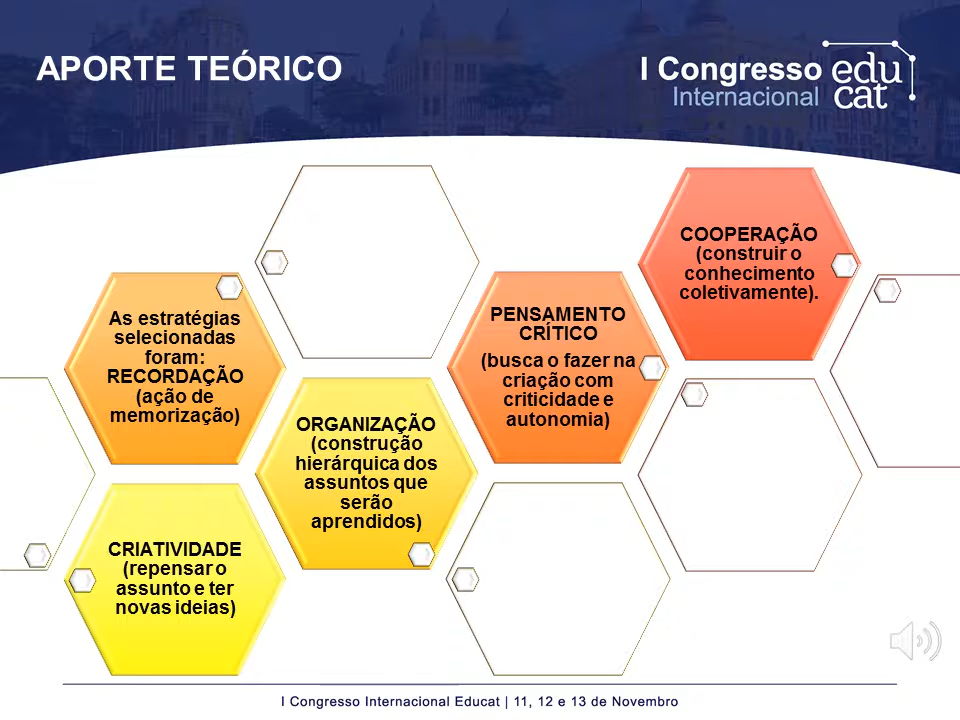 APORTE TEÓRICO
I Congresso
Internacional
edu
cat
COOPERAÇÃO
(construir o
conhecimento
coletivamente).
As estratégias
selecionadas
foram:
RECORDAÇÃO
(ação de
memorização)
PENSAMENTO
CRÍTICO
(busca o fazer na
criação com
criticidade e
autonomia)
ORGANIZAÇÃO
(construção
hierárquica dos
assuntos que
serão
aprendidos)
CRIATIVIDADE
(repensar o
assunto e ter
novas ideias)
I Congresso Internacional Educat | 11, 12 e 13 de Novembro